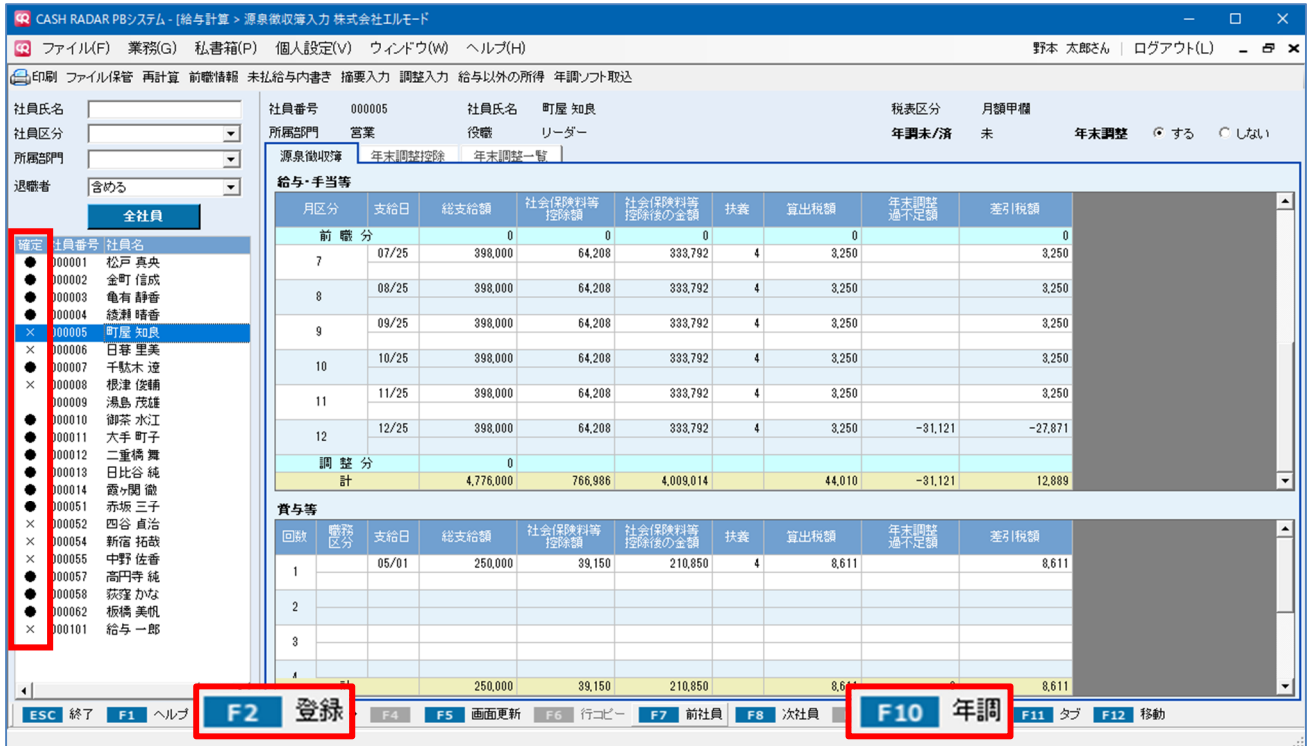 CASH RADAR PBシステム - [給与計算 > 源泉徴収簿入力 株式会社エルモード
ファイル(F) 業務(G) 私書箱(P) 個人設定(V) ウィンドウ(W) ヘルプ(H) 野本 太郎さん | ログアウト(L)
印刷 ファイル保管 再計算 前職情報 未払給与内書き 摘要入力 調整入力 給与以外の所得 年調ソフト取込
社員氏名
社員区分
所属部門
退職者 含める
全社員
確定 社員番号 社員名
● 000001 松戸 真央
● 000002 金町 信成
● 000003 亀有 静香
● 000004 綾瀬 晴香
× 000005 町屋 知良
× 000006 日暮 里美
● 000007 千駄木 遼
× 000008 根津 俊輔
000009 湯島 茂雄
● 000010 御茶 水江
● 000011 大手 町子
● 000012 二重橋 舞
● 000013 日比谷 純
● 000014 霞ヶ関 徹
● 000051 赤坂 三子
× 000052 四谷 直治
× 000054 新宿 拓哉
× 000055 中野 佐香
● 000057 高円寺 純
● 000058 荻窪 かな
● 000062 板橋 美帆
× 000101 給与 一郎
社員番号 000005 社員氏名 町屋 知良 税表区分 月額甲欄
所属部門 営業 役職 リーダー 年調未/済 未 年末調整 する しない
源泉徴収簿 年末調整控除 年末調整一覧
給与・手当等
月区分 支給日 総支給額 社会保険料等控除額 社会保険料等控除後の金額 扶養 算出税額 年末調整過不足額 差引税額
前 職 分 0 0 0 0 0
7 07/25 398,000 64,208 333,792 4 3,250 3,250
8 08/25 398,000 64,208 333,792 4 3,250 3,250
9 09/25 398,000 64,208 333,792 4 3,250 3,250
10 10/25 398,000 64,208 333,792 4 3,250 3,250
11 11/25 398,000 64,208 333,792 4 3,250 3,250
12 12/25 398,000 64,208 333,792 4 3,250 -31,121 -27,871
調 整 分 0
計 4,776,000 766,986 4,009,014 44,010 -31,121 12,889
賞与等
回数 職務区分 支給日 総支給額 社会保険料等控除額 社会保険料等控除後の金額 扶養 算出税額 年末調整過不足額 差引税額
1 05/01 250,000 39,150 210,850 4 8,611 8,611
2
3
4
計 250,000 39,150 210,850 8,611
ESC 終了 F1 ヘルプ F2 登録 F4 F5 画面更新 F6 行コピー F7 前社員 F8 次社員 F10 年調 F11 タブ F12 移動